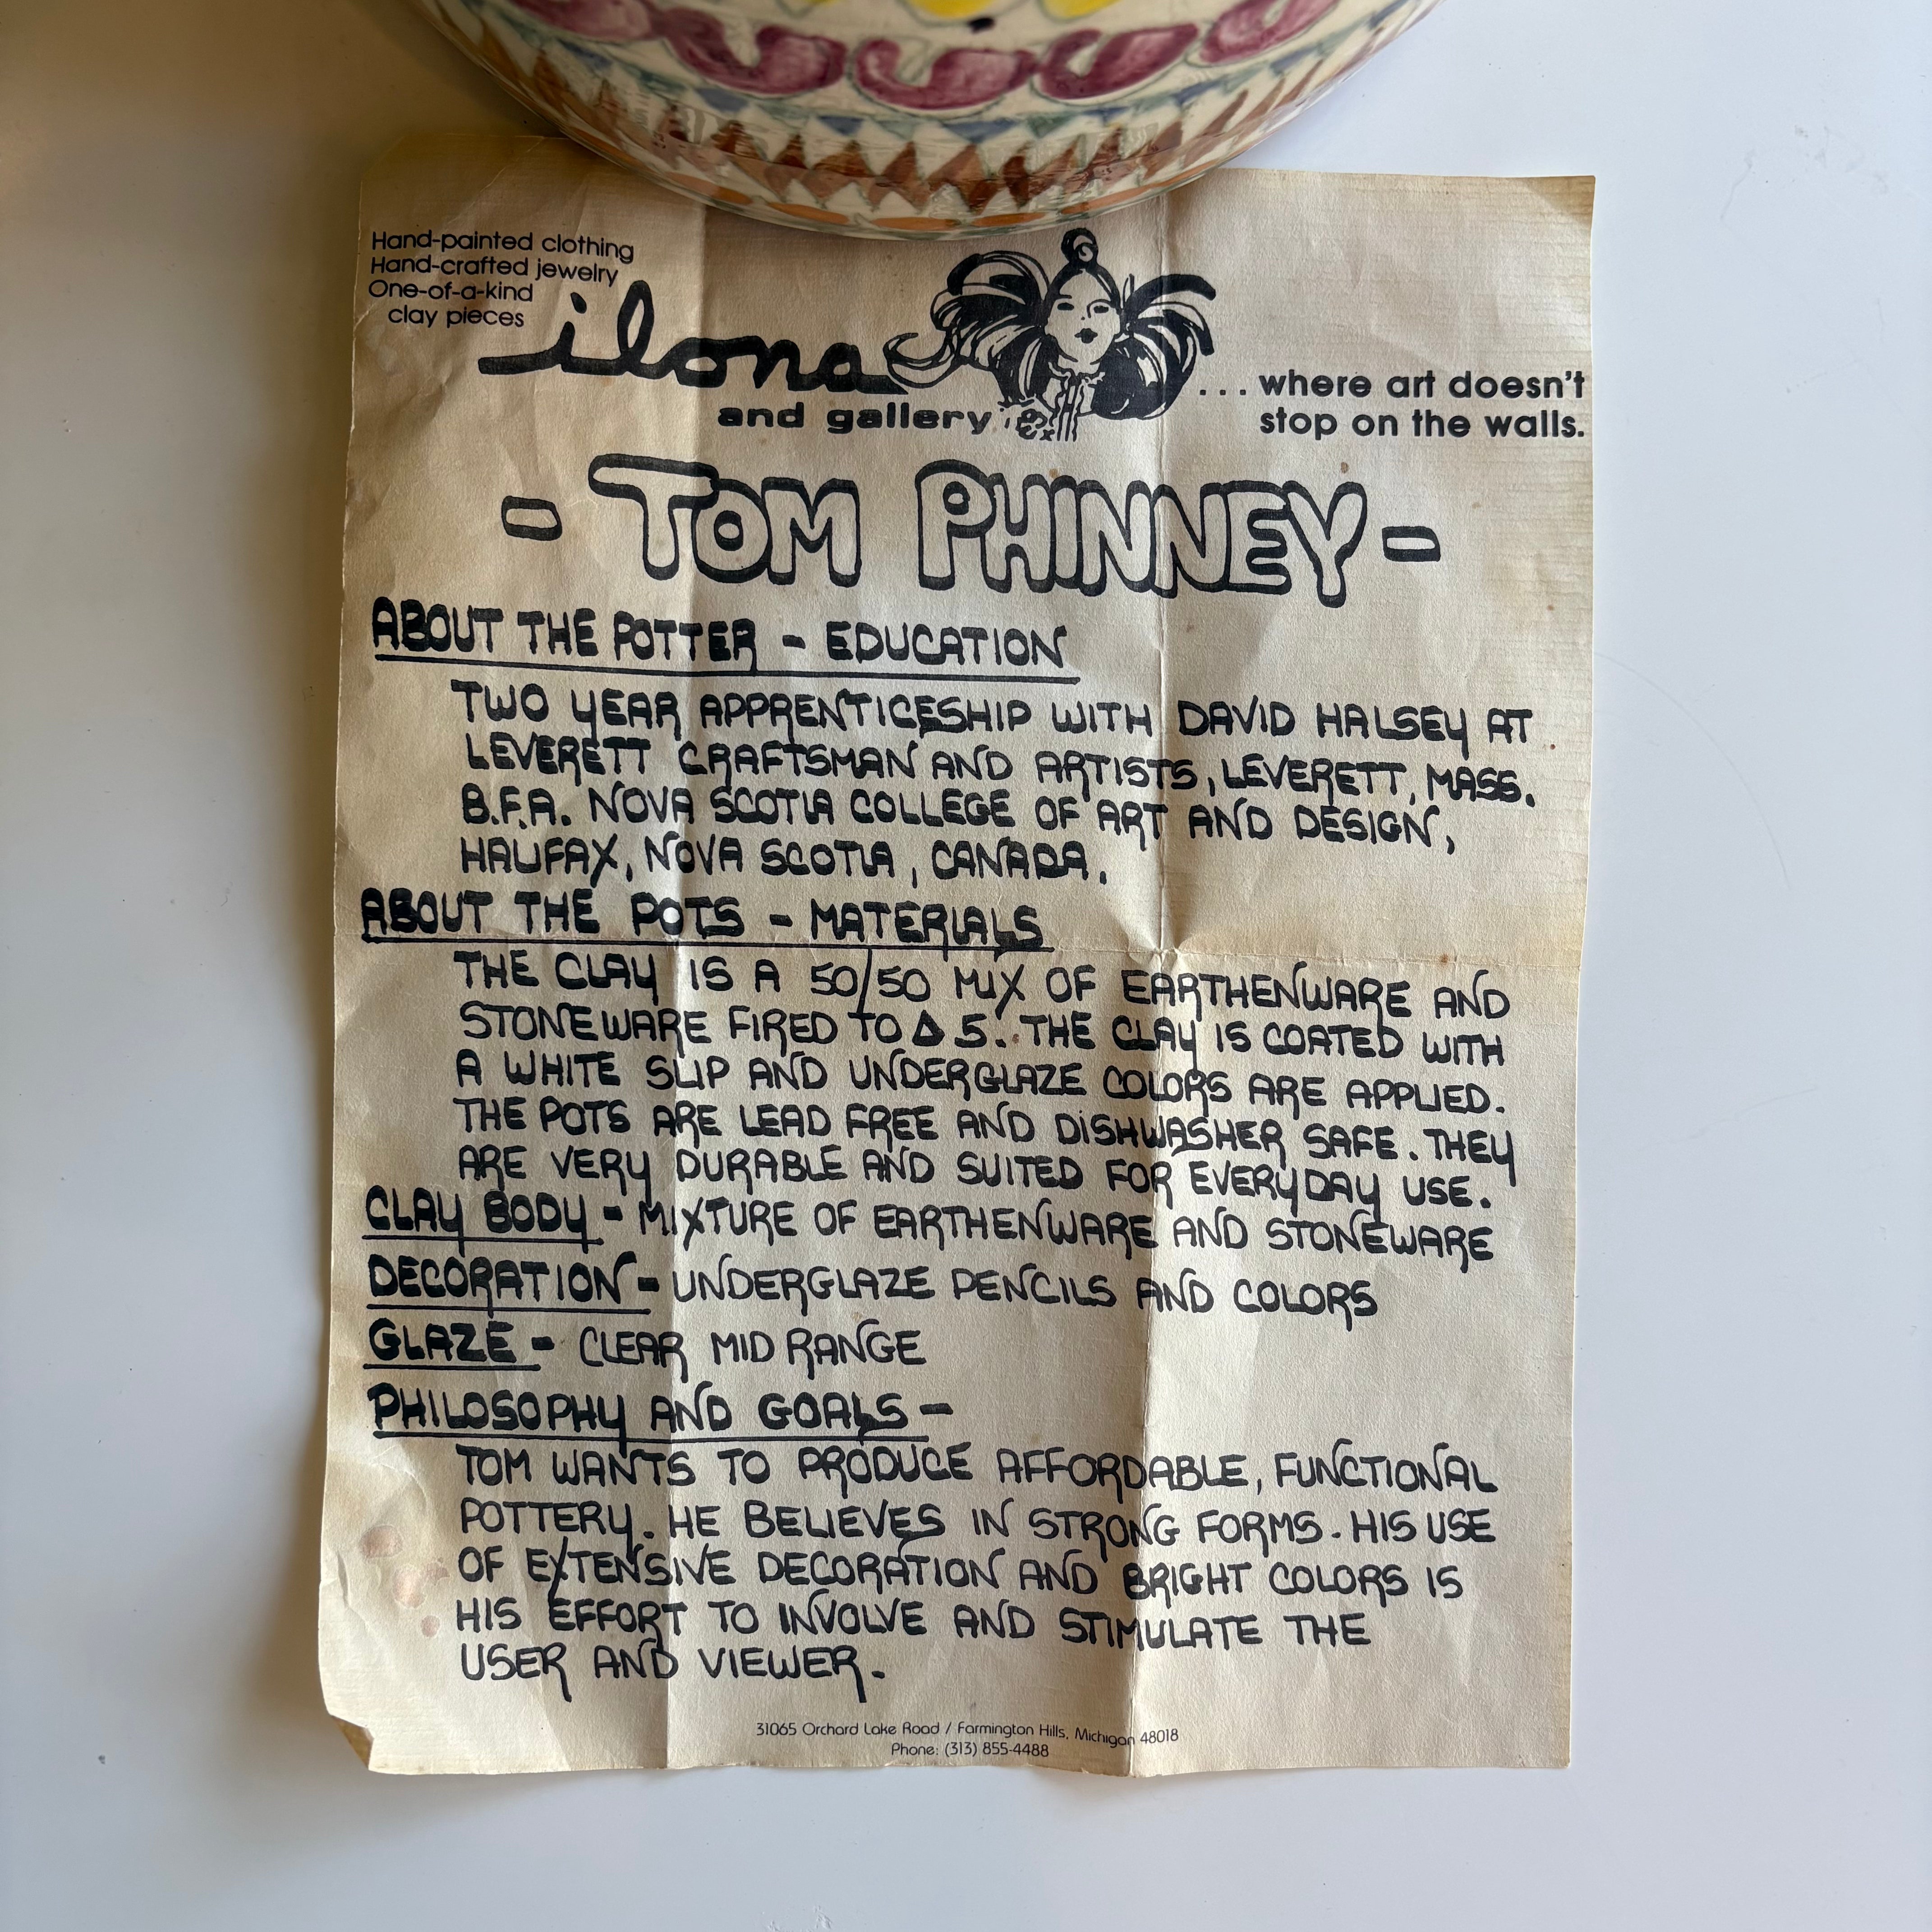 Hand-painted clothing
Hand-crafted jewelry
One-of-a-kind
clay pieces
ilona
and gallery
...where art doesn't
stop on the walls.
- TOM PHINNEY -
ABOUT THE POTTER - EDUCATION
TWO YEAR APPRENTICESHIP WITH DAVID HALSEY AT
LEVERETT CRAFTSMAN AND ARTISTS, LEVERETT, MASS.
B.F.A. NOVA SCOTIA COLLEGE OF ART AND DESIGN,
HALIFAX, NOVA SCOTIA, CANADA.
ABOUT THE POTS - MATERIALS
THE CLAY IS A 50/50 MIX OF EARTHENWARE AND
STONEWARE FIRED TO Δ 5. THE CLAY IS COATED WITH
A WHITE SLIP AND UNDERGLAZE COLORS ARE APPLIED.
THE POTS ARE LEAD FREE AND DISHWASHER SAFE. THEY
ARE VERY DURABLE AND SUITED FOR EVERYDAY USE.
CLAY BODY - MIXTURE OF EARTHENWARE AND STONEWARE
DECORATION - UNDERGLAZE PENCILS AND COLORS
GLAZE - CLEAR MID RANGE
PHILOSOPHY AND GOALS -
TOM WANTS TO PRODUCE AFFORDABLE, FUNCTIONAL
POTTERY. HE BELIEVES IN STRONG FORMS. HIS USE
OF EXTENSIVE DECORATION AND BRIGHT COLORS IS
HIS EFFORT TO INVOLVE AND STIMULATE THE
USER AND VIEWER.
31065 Orchard Lake Road / Farmington Hills, Michigan 48018
Phone: (313) 855-4488